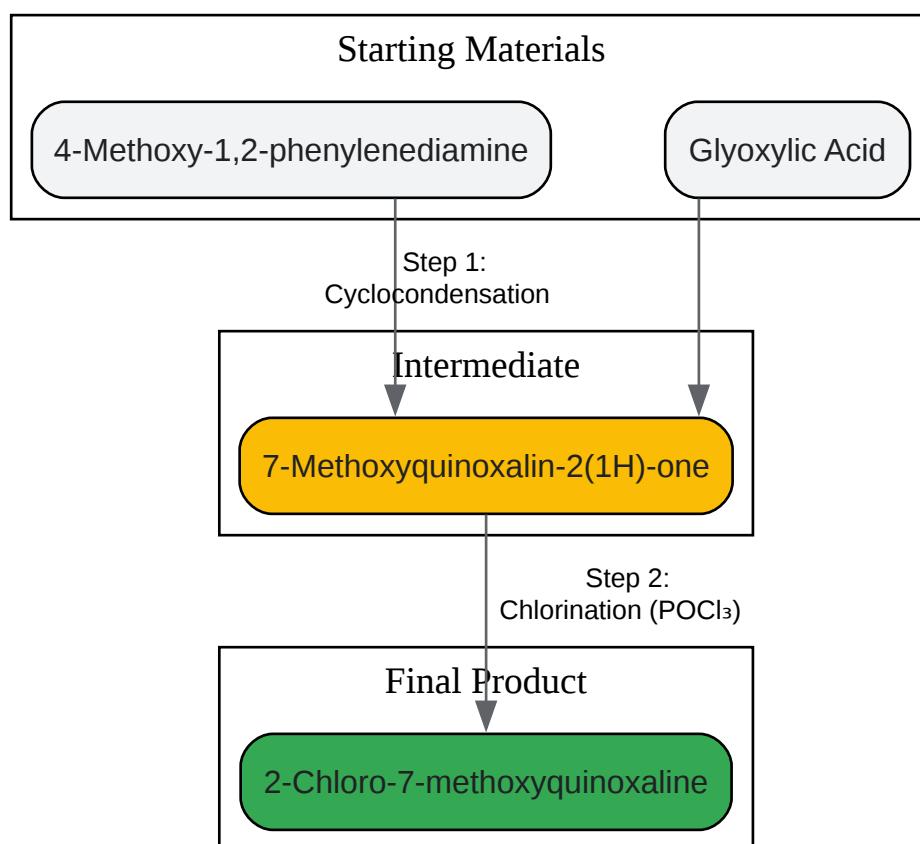 Starting Materials
4-Methoxy-1,2-phenylenediamine
Glyoxylic Acid
Step 1:
Cyclocondensation
Intermediate
7-Methoxyquinoxalin-2(1H)-one
Step 2:
Chlorination (POCl₃)
Final Product
2-Chloro-7-methoxyquinoxaline